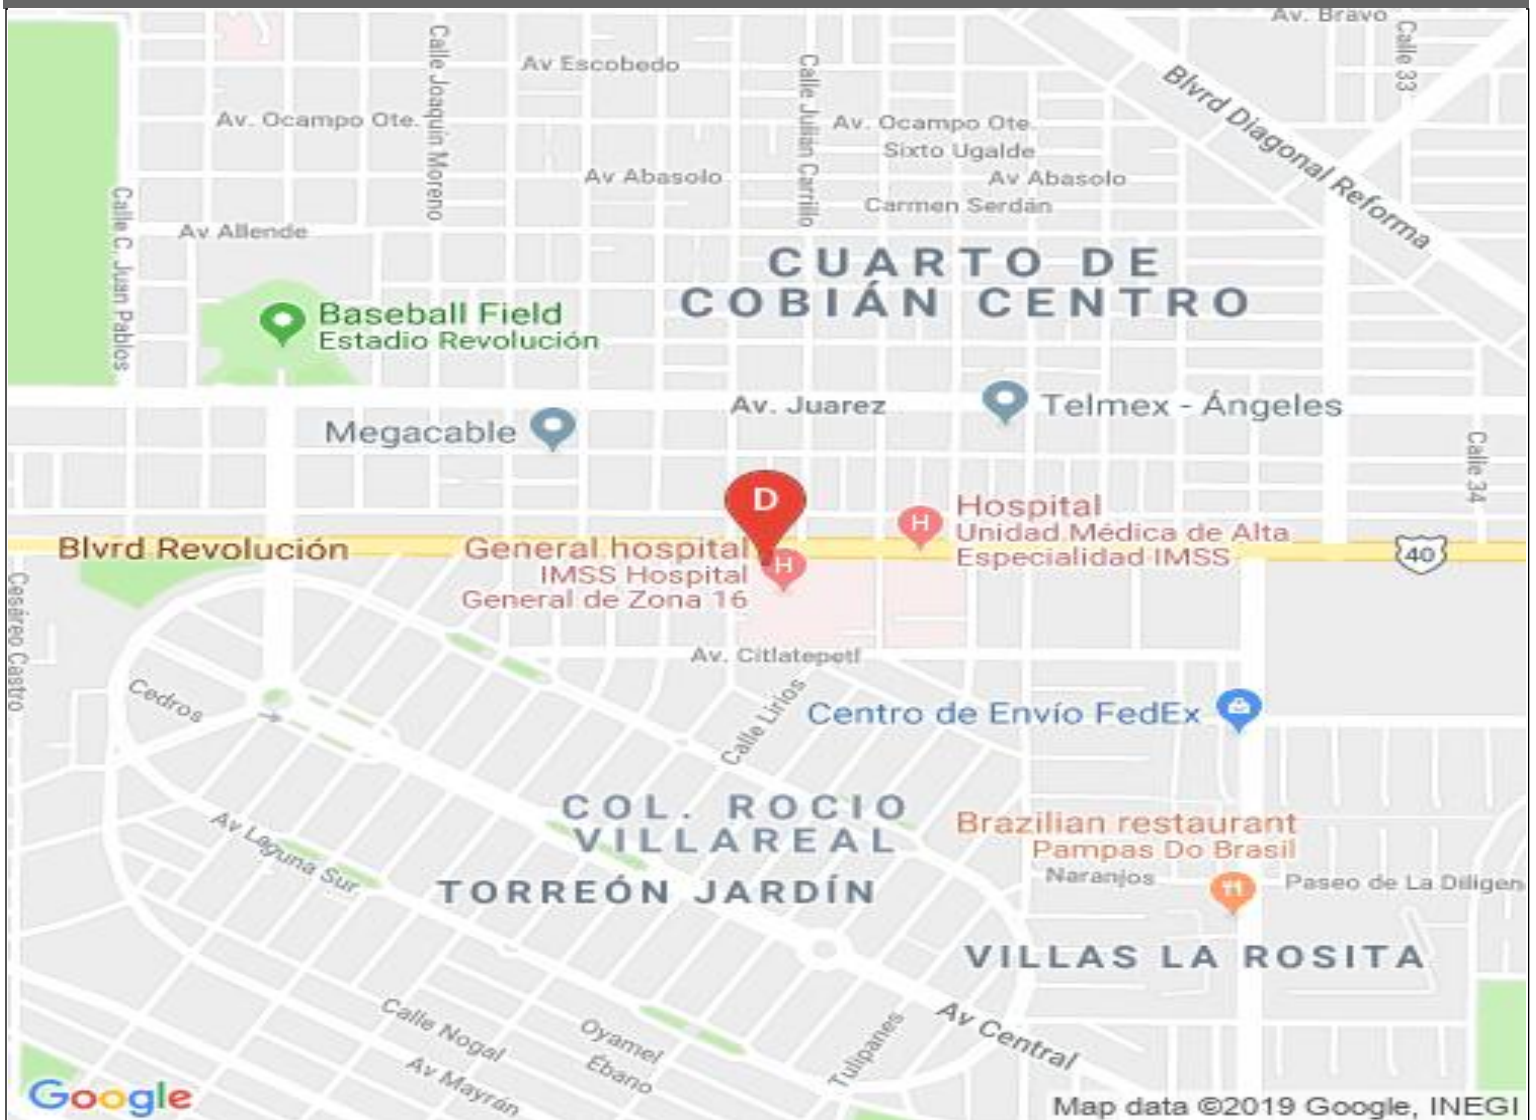 Av. Bravo
Calle 33
Calle Joaquín Moreno
Av Escobedo
Calle Julián Carrillo
Blvrd Diagonal Reforma
Av. Ocampo Ote.
Av. Ocampo Ote.
Sixto Ugalde
Av Abasolo
Av Abasolo
Carmen Serdán
Calle C. Juan Pablos
Av Allende
CUARTO DE
COBIÁN CENTRO
Baseball Field
Estadio Revolución
Av. Juarez
Telmex - Ángeles
Megacable
Calle 34
D
H
Hospital
Unidad Médica de Alta
Especialidad IMSS
Blvrd Revolución
General hospital
H
IMSS Hospital
General de Zona 16
40
Cesáreo Castro
Av. Citlatepetl
Cedros
Calle Lirios
Centro de Envío FedEx
COL. ROCIO
VILLAREAL
Av Laguna Sur
Brazilian restaurant
Pampas Do Brasil
Naranjos
Paseo de La Diligen
TORREÓN JARDÍN
VILLAS LA ROSITA
Calle Nogal
Oyamel
Ébano
Av Mayrán
Tulipanes
Av Central
Google
Map data ©2019 Google, INEGI